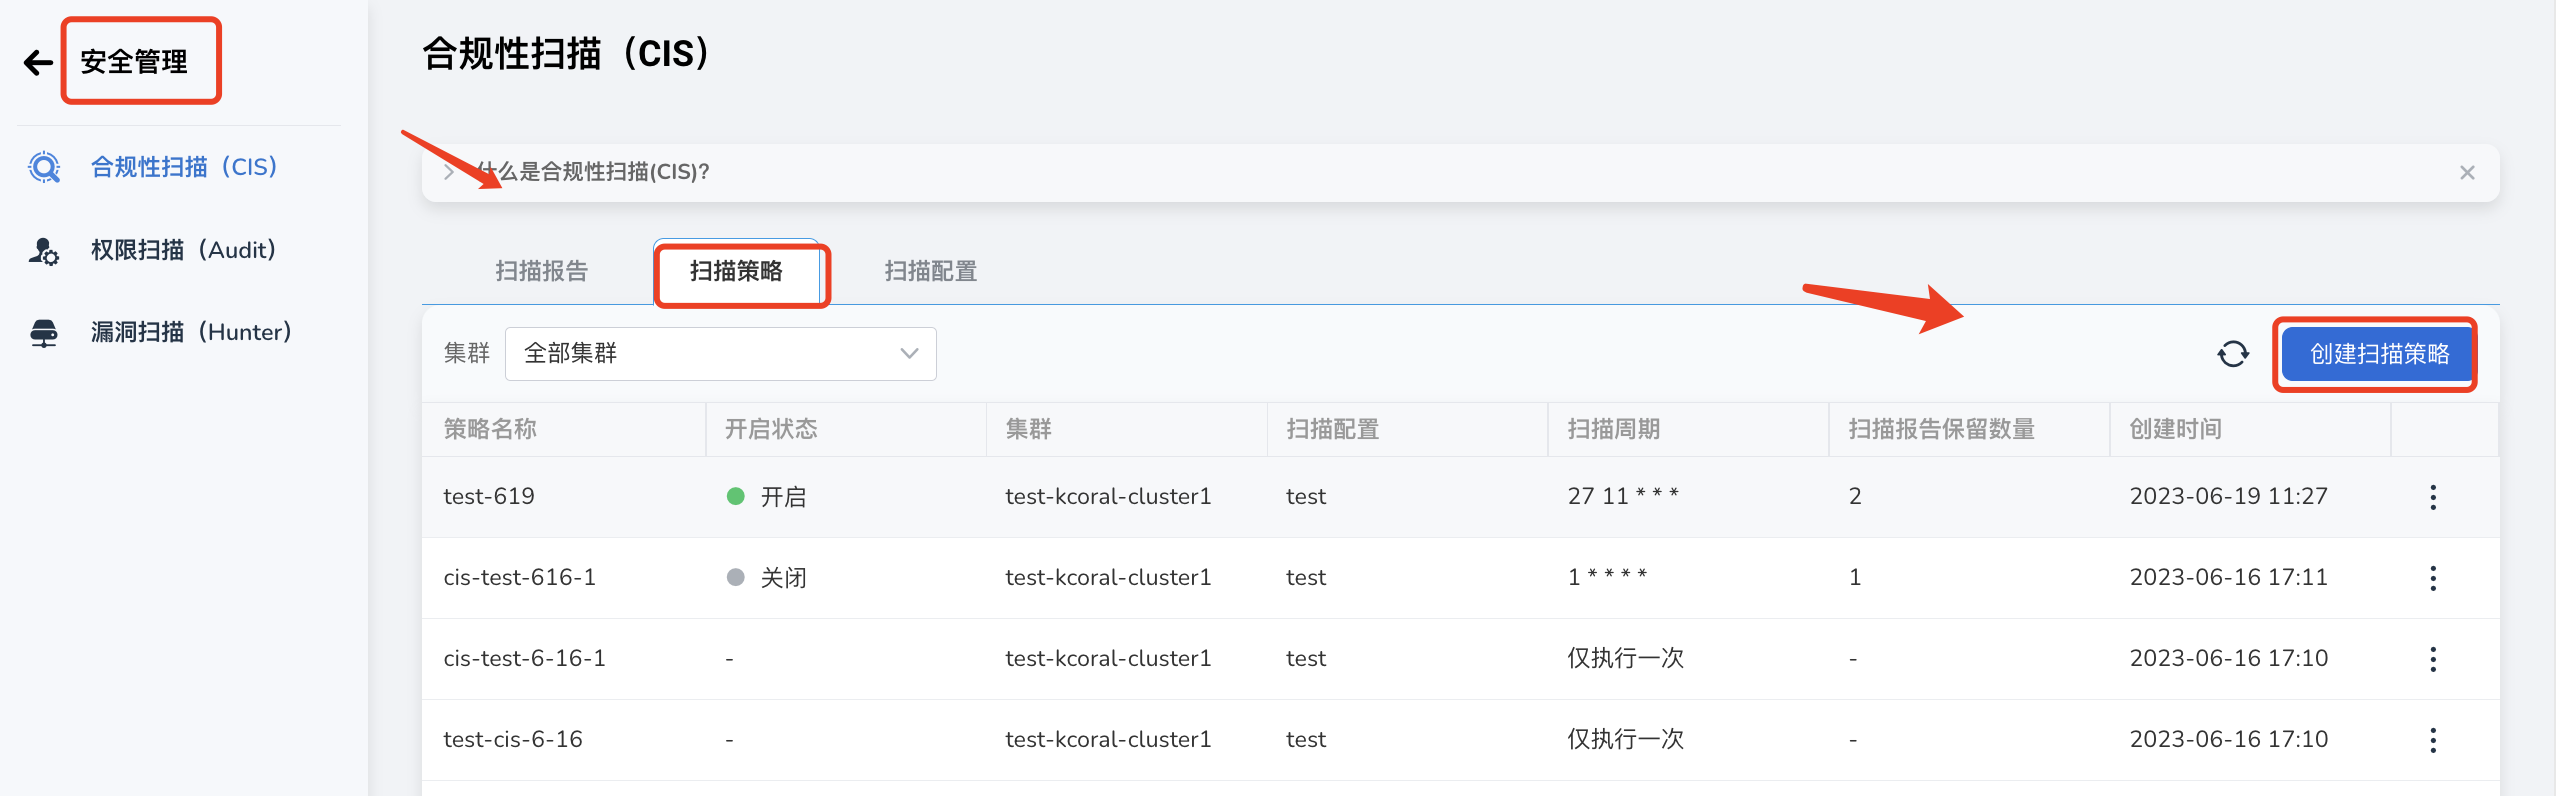 安全管理
合规性扫描（CIS）
权限扫描（Audit）
漏洞扫描（Hunter）
合规性扫描（CIS）
什么是合规性扫描(CIS)?
扫描报告 扫描策略 扫描配置
集群 全部集群 创建扫描策略
策略名称 开启状态 集群 扫描配置 扫描周期 扫描报告保留数量 创建时间
test-619 开启 test-kcoral-cluster1 test 27 11 * * * 2 2023-06-19 11:27
cis-test-616-1 关闭 test-kcoral-cluster1 test 1 * * * * 1 2023-06-16 17:11
cis-test-6-16-1 - test-kcoral-cluster1 test 仅执行一次 - 2023-06-16 17:10
test-cis-6-16 - test-kcoral-cluster1 test 仅执行一次 - 2023-06-16 17:10